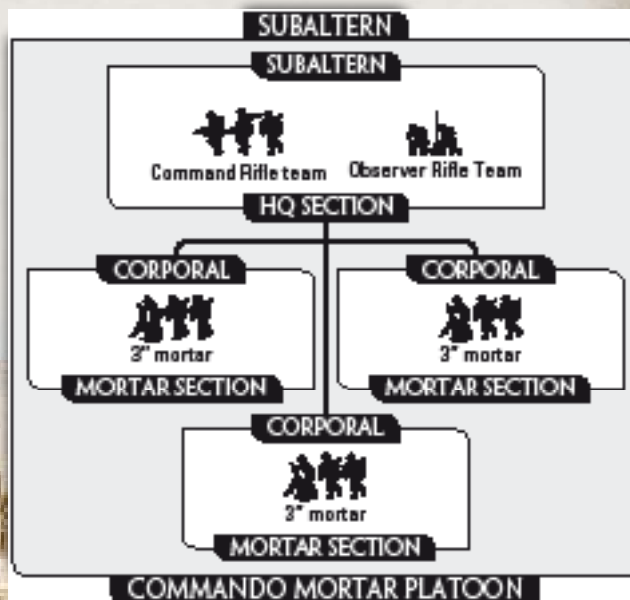 SUBALTERN
SUBALTERN
Command Rifle team
Observer Rifle Team
HQ SECTION
CORPORAL
3" mortar
MORTAR SECTION
CORPORAL
3" mortar
MORTAR SECTION
CORPORAL
3" mortar
MORTAR SECTION
COMMANDO MORTAR PLATOON